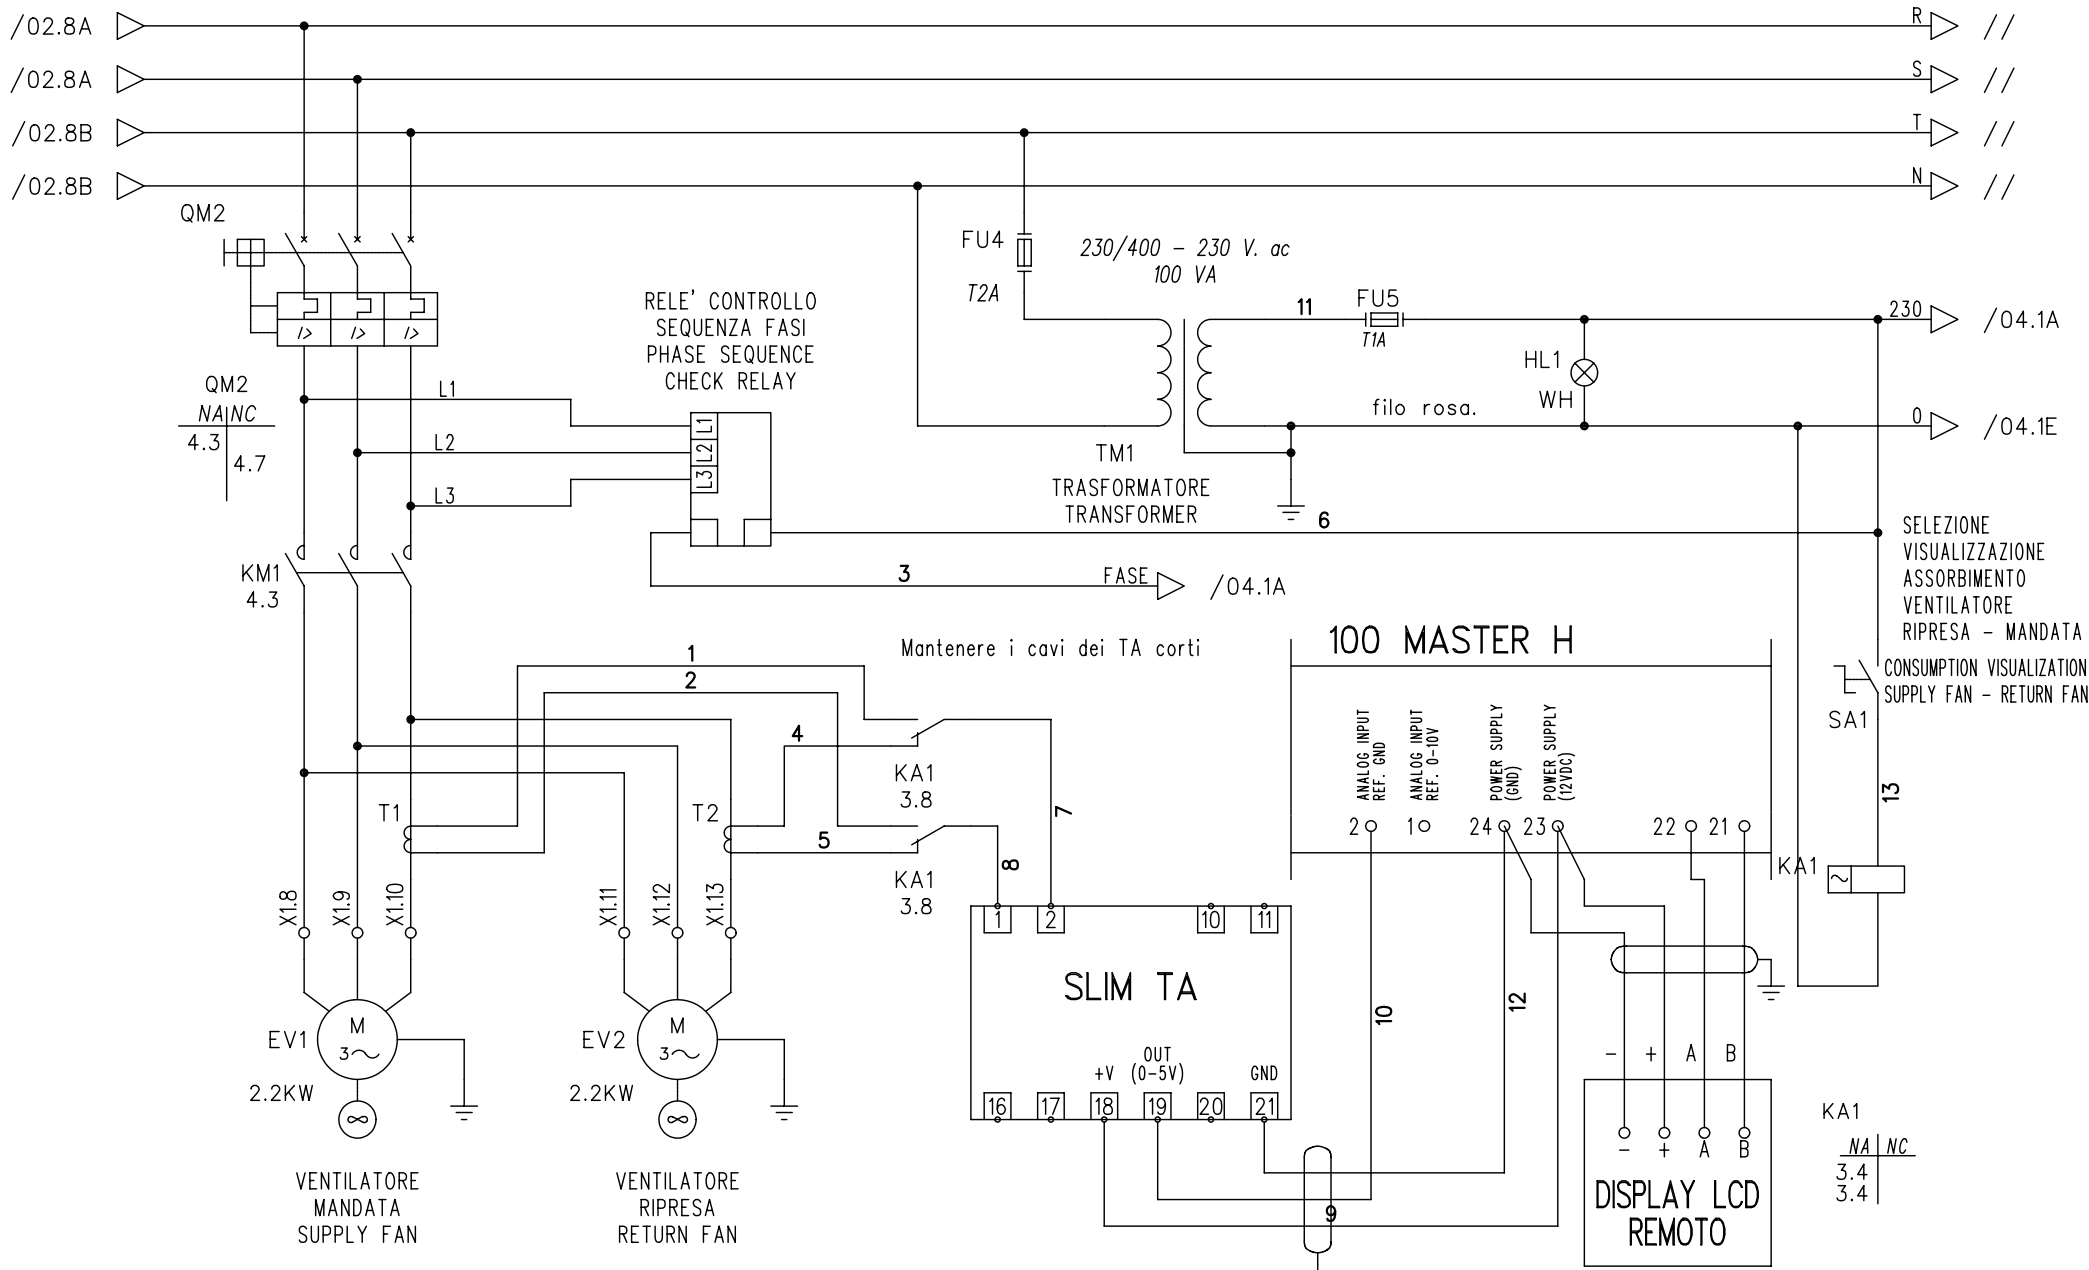 /02.8A
R
//
/02.8A
S
//
/02.8B
T
//
/02.8B
N
//
QM2
FU4
T2A
230/400 - 230 V. ac
100 VA
RELE' CONTROLLO
SEQUENZA FASI
PHASE SEQUENCE
CHECK RELAY
11
FU5
T1A
230
/04.1A
HL1
WH
filo rosa.
0
/04.1E
I>
I>
I>
QM2
NA NC
4.3
4.7
L1
L2
L3
L1
L2
L3
TM1
TRASFORMATORE
TRANSFORMER
6
3
FASE
/04.1A
KM1
4.3
SELEZIONE
VISUALIZZAZIONE
ASSORBIMENTO
VENTILATORE
RIPRESA - MANDATA
CONSUMPTION VISUALIZATION
SUPPLY FAN - RETURN FAN
SA1
Mantenere i cavi dei TA corti
100 MASTER H
1
2
4
5
KA1
3.8
KA1
3.8
7
8
T1
T2
ANALOG INPUT
REF. GND
ANALOG INPUT
REF. 0-10V
POWER SUPPLY
(GND)
POWER SUPPLY
(12VDC)
2
1
24
23
22
21
13
KA1
X1.8
X1.9
X1.10
X1.11
X1.12
X1.13
1
2
10
11
SLIM TA
+V
OUT
(0-5V)
GND
16
17
18
19
20
21
10
12
9
M
3
EV1
2.2KW
M
3
EV2
2.2KW
VENTILATORE
MANDATA
SUPPLY FAN
VENTILATORE
RIPRESA
RETURN FAN
- + A B
- + A B
DISPLAY LCD
REMOTO
KA1
NA NC
3.4
3.4